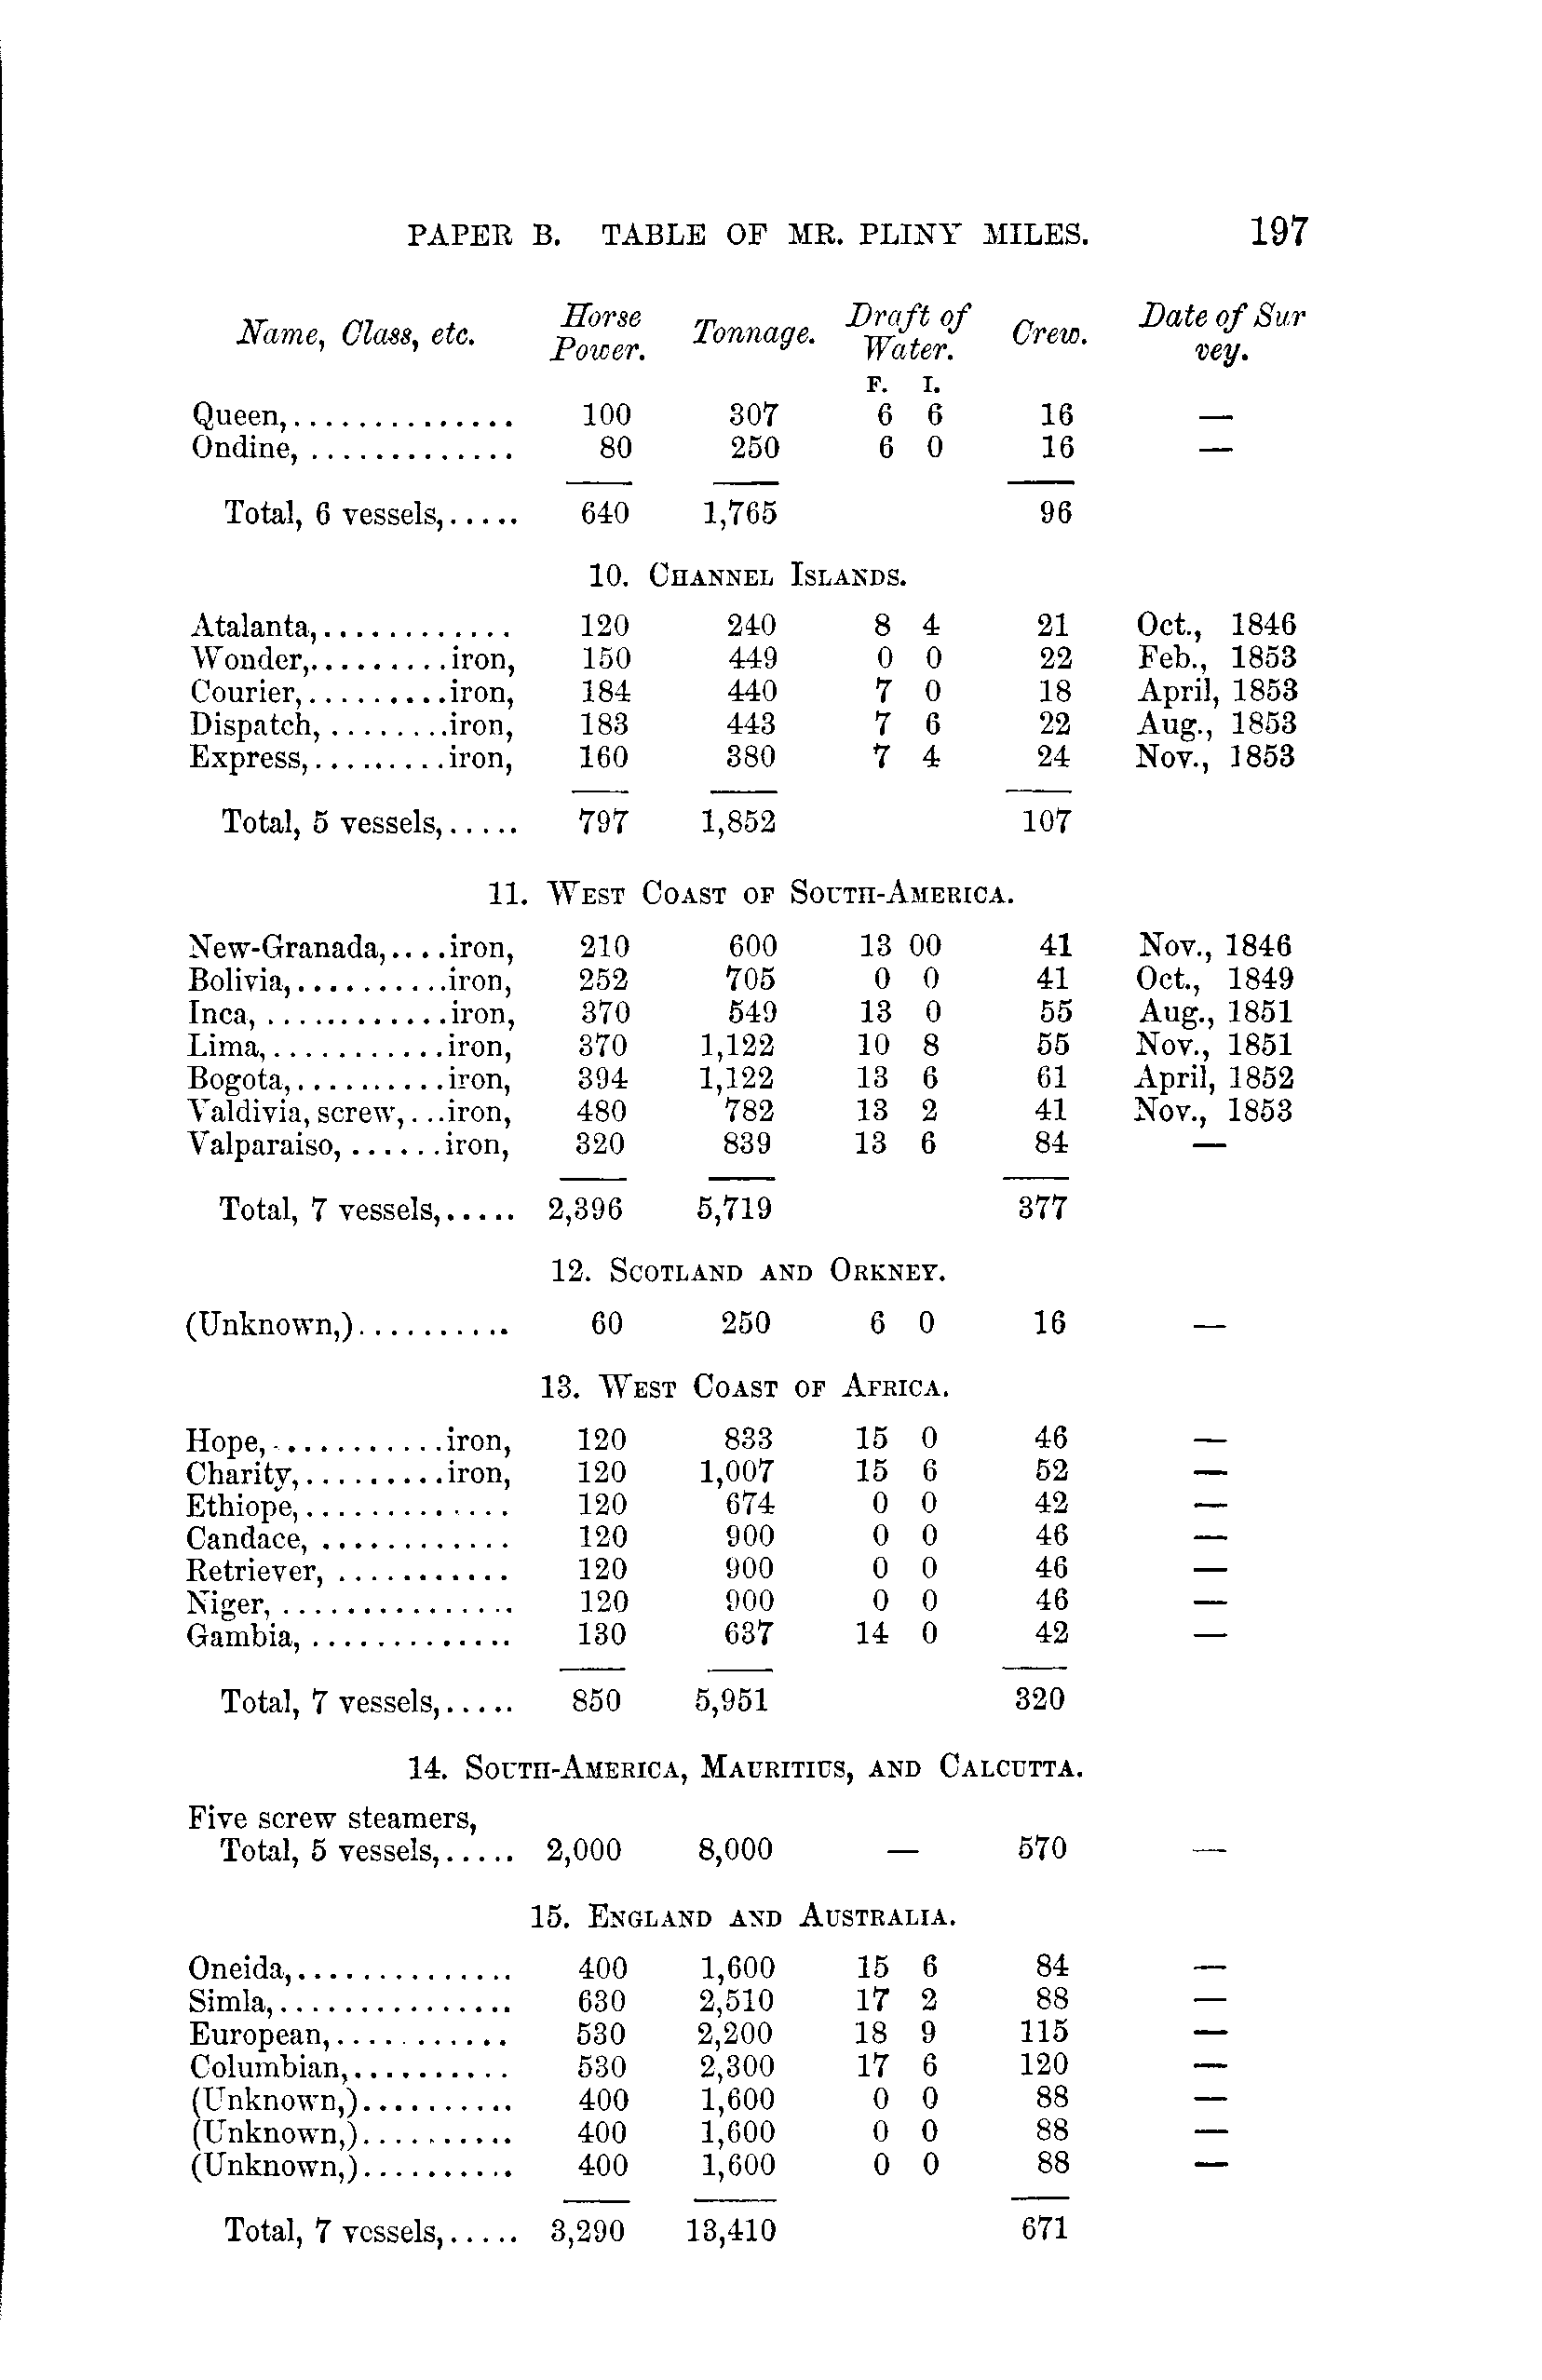 PAPER B. TABLE OF MR. PLINY MILES. 197
Name, Class, etc. Horse Power. Tonnage. Draft of Water. Crew. Date of Sur vey.
F. I.
Queen,.............. 100 307 6 6 16 —
Ondine, ............. 80 250 6 0 16 —
Total, 6 vessels,..... 640 1,765 96
10. CHANNEL ISLANDS.
Atalanta,............ 120 240 8 4 21 Oct., 1846
Wonder,.........iron, 150 449 0 0 22 Feb., 1853
Courier,.........iron, 184 440 7 0 18 April, 1853
Dispatch, ........iron, 183 443 7 6 22 Aug., 1853
Express,.........iron, 160 380 7 4 24 Nov., 1853
Total, 5 vessels,..... 797 1,852 107
11. WEST COAST OF SOUTH-AMERICA.
New-Granada,....iron, 210 600 13 00 41 Nov., 1846
Bolivia,..........iron, 252 705 0 0 41 Oct., 1849
Inca, ............iron, 370 549 13 0 55 Aug., 1851
Lima,...........iron, 370 1,122 10 8 55 Nov., 1851
Bogota,..........iron, 394 1,122 13 6 61 April, 1852
Valdivia, screw,...iron, 480 782 13 2 41 Nov., 1853
Valparaiso, ......iron, 320 839 13 6 84 —
Total, 7 vessels,..... 2,396 5,719 377
12. SCOTLAND AND ORKNEY.
(Unknown,).......... 60 250 6 0 16 —
13. WEST COAST OF AFRICA.
Hope,...........iron, 120 833 15 0 46 —
Charity,.........iron, 120 1,007 15 6 52 —
Ethiope,............. 120 674 0 0 42 —
Candace, ............ 120 900 0 0 46 —
Retriever, ........... 120 900 0 0 46 —
Niger, ............... 120 900 0 0 46 —
Gambia, ............. 130 637 14 0 42 —
Total, 7 vessels,..... 850 5,951 320
14. SOUTH-AMERICA, MAURITIUS, AND CALCUTTA.
Five screw steamers,
Total, 5 vessels,..... 2,000 8,000 — 570 —
15. ENGLAND AND AUSTRALIA.
Oneida,.............. 400 1,600 15 6 84 —
Simla,............... 630 2,510 17 2 88 —
European,........... 530 2,200 18 9 115 —
Columbian,.......... 530 2,300 17 6 120 —
(Unknown,).......... 400 1,600 0 0 88 —
(Unknown,).......... 400 1,600 0 0 88 —
(Unknown,).......... 400 1,600 0 0 88 —
Total, 7 vessels,..... 3,290 13,410 671